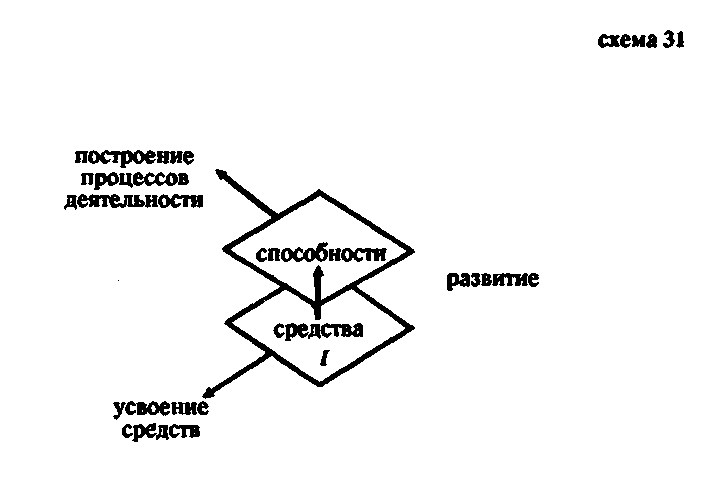 схема 31
построение
процессов
деятельности
способности
развитие
средства
I
усвоение
средств